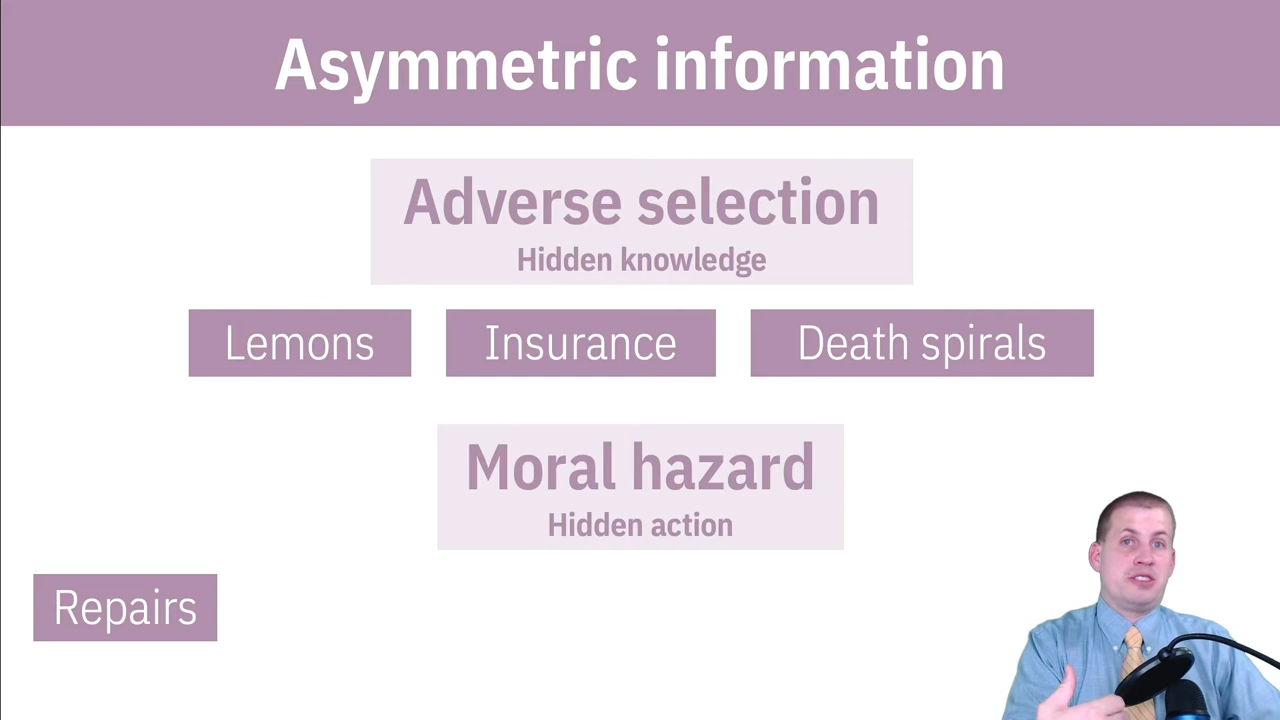 Asymmetric information
Adverse selection
Hidden knowledge
Lemons
Insurance
Death spirals
Moral hazard
Hidden action
Repairs